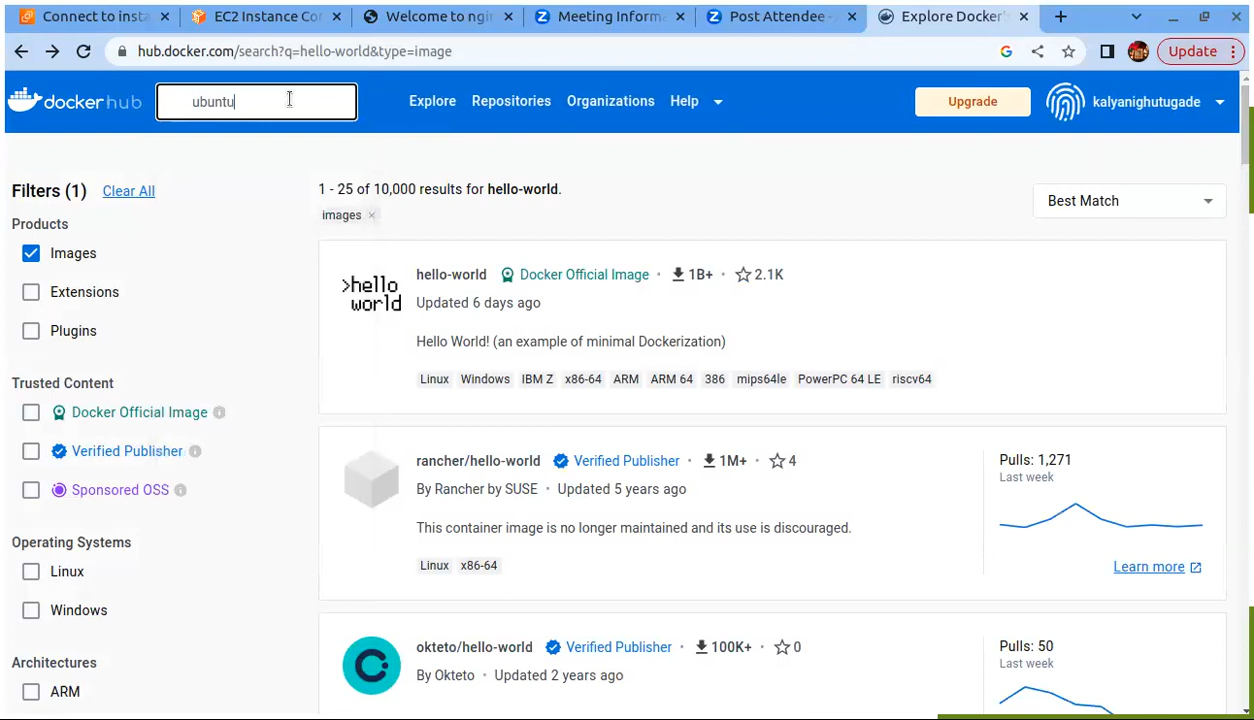 Connect to insta
EC2 Instance Co
Welcome to ngi
Meeting Informa
Post Attendee -
Explore Docker's
hub.docker.com/search?q=hello-world&type=image
Update
docker hub
ubuntu
Explore
Repositories
Organizations
Help
Upgrade
kalyanighutugade
Filters (1)
Clear All
Products
Images
Extensions
Plugins
Trusted Content
Docker Official Image
Verified Publisher
Sponsored OSS
Operating Systems
Linux
Windows
Architectures
ARM
1 - 25 of 10,000 results for hello-world.
images
Best Match
>hello
world
hello-world Docker Official Image • 1B+ • 2.1K
Updated 6 days ago
Hello World! (an example of minimal Dockerization)
Linux Windows IBM Z x86-64 ARM ARM 64 386 mips64le PowerPC 64 LE riscv64
rancher/hello-world Verified Publisher • 1M+ • 4
By Rancher by SUSE • Updated 5 years ago
This container image is no longer maintained and its use is discouraged.
Linux x86-64
Pulls: 1,271
Last week
Learn more
okteto/hello-world Verified Publisher • 100K+ • 0
By Okteto • Updated 2 years ago
Pulls: 50
Last week